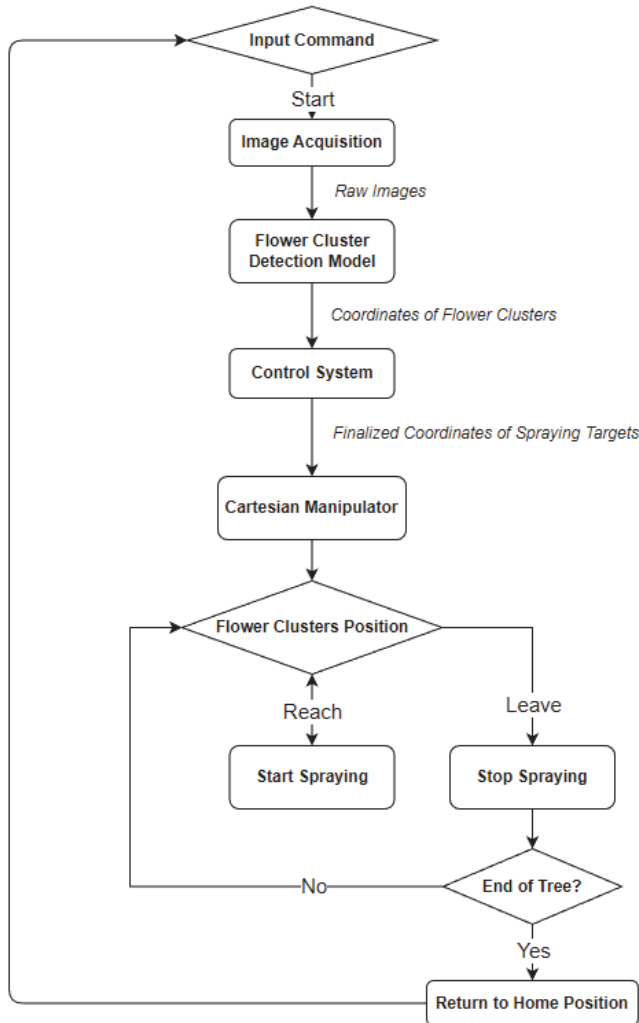 Input Command
Start
Image Acquisition
Raw Images
Flower Cluster
Detection Model
Coordinates of Flower Clusters
Control System
Finalized Coordinates of Spraying Targets
Cartesian Manipulator
Flower Clusters Position
Reach
Leave
Start Spraying
Stop Spraying
End of Tree?
No
Yes
Return to Home Position